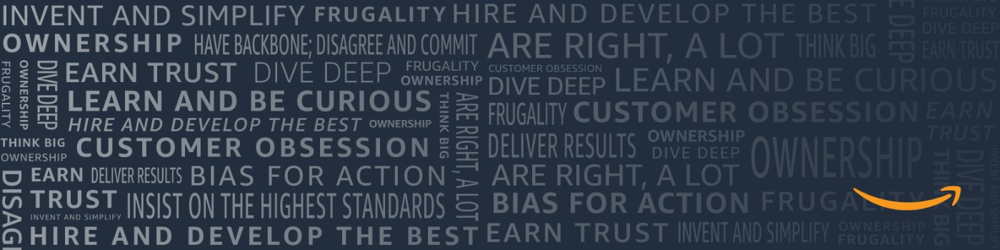 INVENT AND SIMPLIFY
FRUGALITY
HIRE AND DEVELOP THE BEST
DIVE DEEP
FRUGALITY
DIVE DEEP
EARN TRUST
OWNERSHIP
HAVE BACKBONE; DISAGREE AND COMMIT
ARE RIGHT, A LOT
THINK BIG
FRUGALITY
OWNERSHIP
DIVE DEEP
EARN TRUST
DIVE DEEP
FRUGALITY
OWNERSHIP
CUSTOMER OBSESSION
DIVE DEEP
LEARN AND BE CURIOUS
LEARN AND BE CURIOUS
THINK BIG
ARE RIGHT, A LOT
FRUGALITY
CUSTOMER OBSESSION
EARN
TRUST
HIRE AND DEVELOP THE BEST
OWNERSHIP
THINK BIG
OWNERSHIP
CUSTOMER OBSESSION
DELIVER RESULTS
OWNERSHIP
DIVE DEEP
OWNERSHIP
THINK BIG
DIVE DEEP
DISAG
EARN
TRUST
DELIVER RESULTS
BIAS FOR ACTION
ARE RIGHT, A LOT
INVENT AND SIMPLIFY
INSIST ON THE HIGHEST STANDARDS
BIAS FOR ACTION
FRUGALITY
HIRE AND DEVELOP THE BEST
EARN TRUST
INVENT AND SIMPLIFY
OWNERSHIP
FRUGALITY